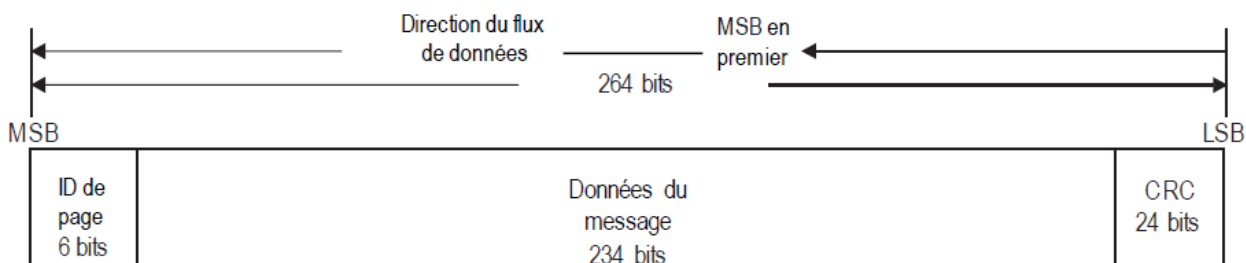 Direction du flux
de données
MSB en
premier
264 bits
MSB
LSB
ID de
page
6 bits
Données du
message
234 bits
CRC
24 bits